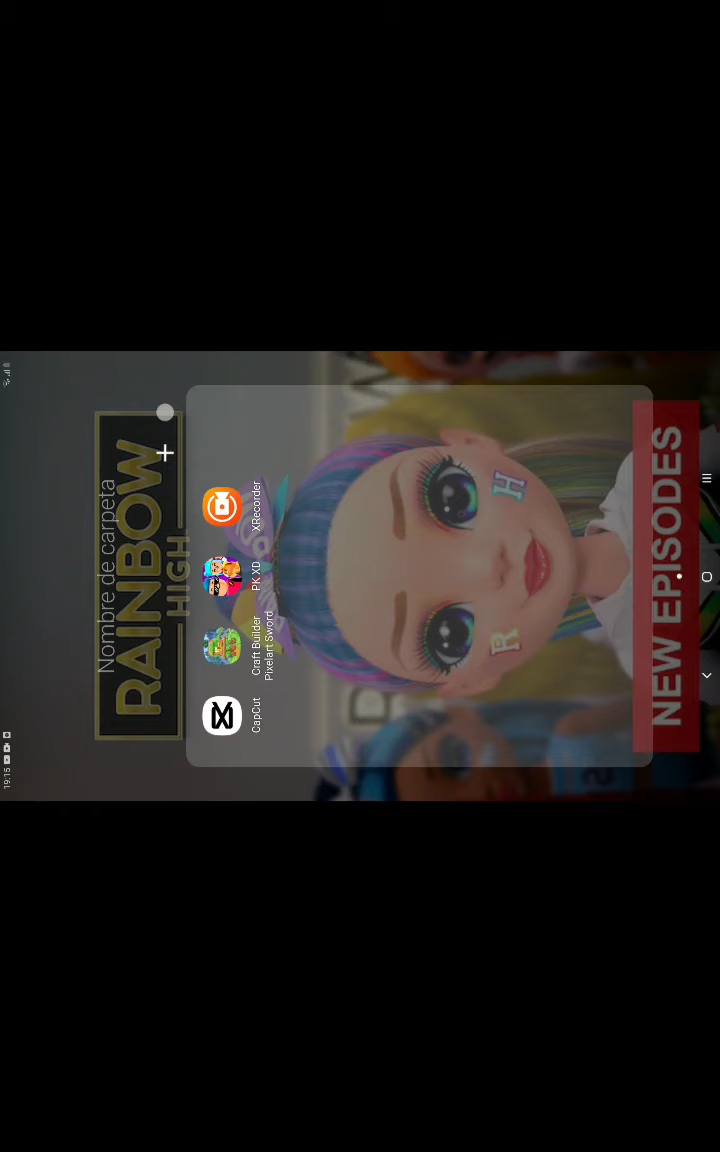 19:15
Nombre de carpeta
RAINBOW
HIGH
CapCut
Craft Builder
Pixelart Sword
PK XD
XRecorder
R
H
NEW EPISODES